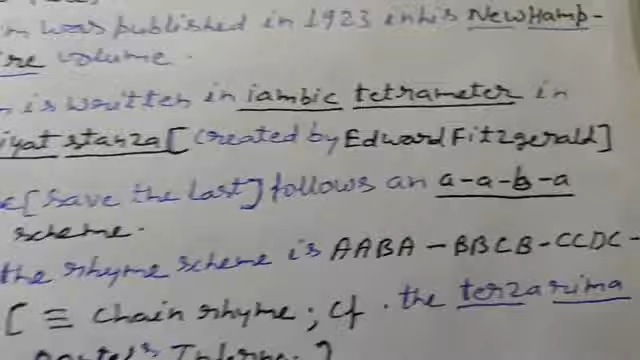 m was published in 1923 in his New Hamp-
re volume.
is written in iambic tetrameter in
iyat stanza [created by Edward Fitzgerald]
[save the last] follows an a-a-b-a
scheme.
the rhyme scheme is AABA-BBCB-CCDC-
[≡ chain rhyme; cf. the terza rima
Dante's Inferno.]